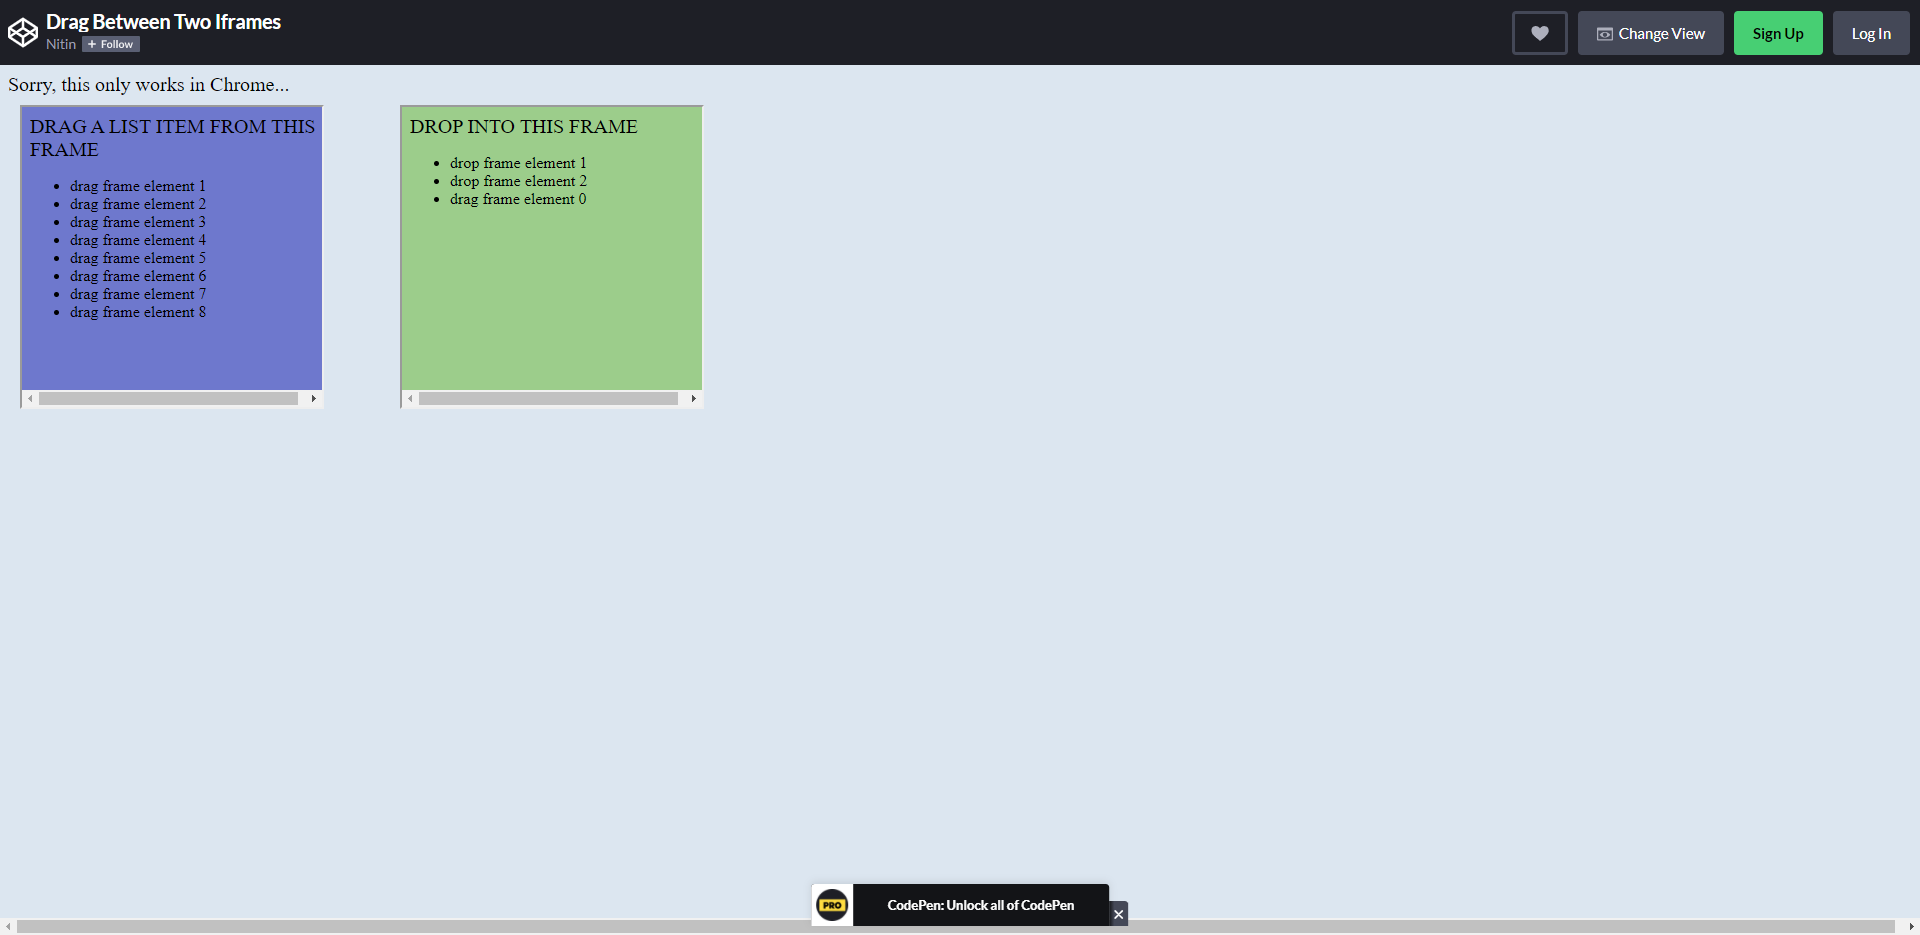 Drag Between Two Iframes
Nitin + Follow
Change View
Sign Up
Log In
Sorry, this only works in Chrome...
DRAG A LIST ITEM FROM THIS
FRAME
• drag frame element 1
• drag frame element 2
• drag frame element 3
• drag frame element 4
• drag frame element 5
• drag frame element 6
• drag frame element 7
• drag frame element 8
DROP INTO THIS FRAME
• drop frame element 1
• drop frame element 2
• drag frame element 0
PRO
CodePen: Unlock all of CodePen